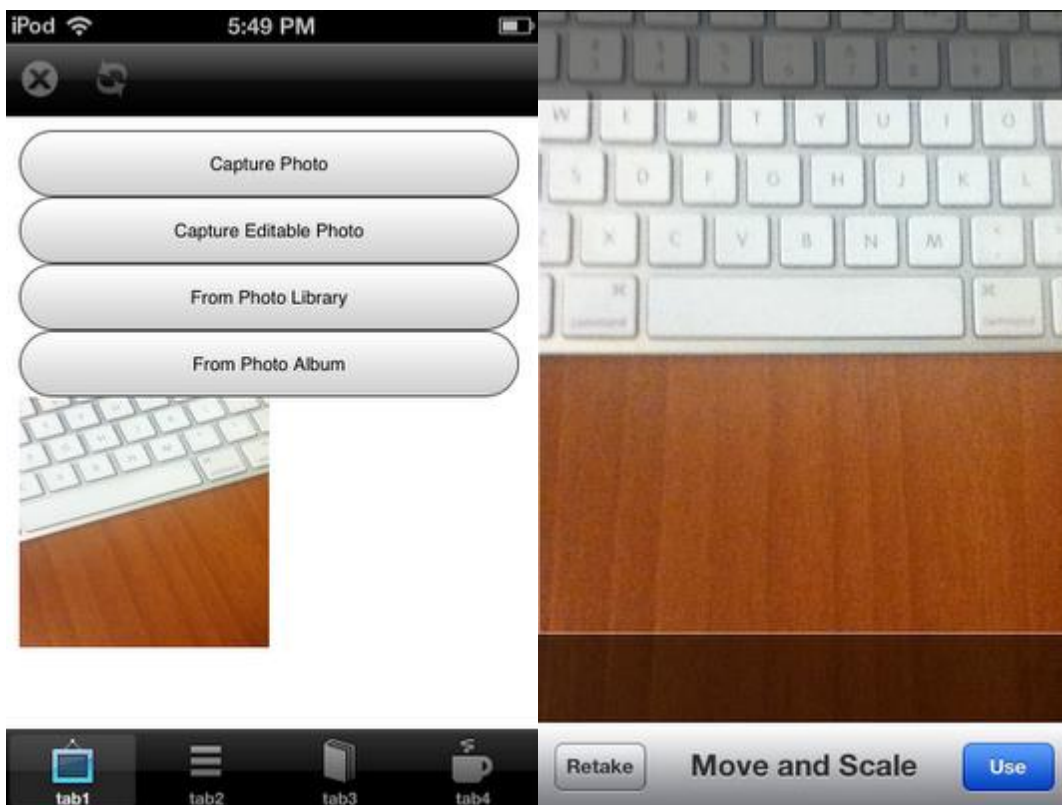 iPod 5:49 PM
Capture Photo
Capture Editable Photo
From Photo Library
From Photo Album
tab1 tab2 tab3 tab4
W E R T Y U I O
S D F G H J K L
X C V B N M
command
Retake Move and Scale Use